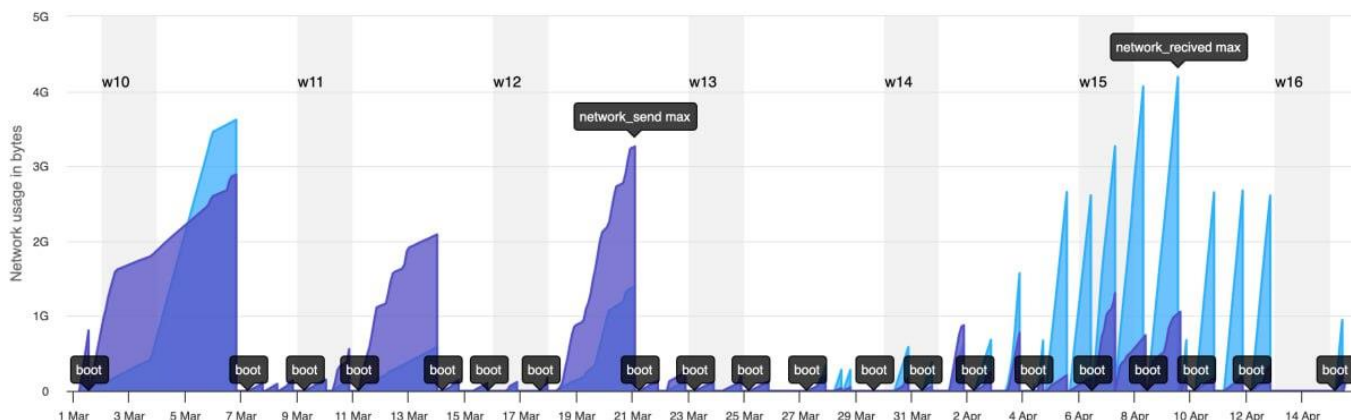 5G
w10 w11 w12 w13 w14 w15 w16
network_recived max
4G
network_send max
3G
Network usage in bytes
2G
1G
boot boot boot boot boot boot boot boot boot boot boot boot boot boot boot boot boot boot boot boot
0
1 Mar 3 Mar 5 Mar 7 Mar 9 Mar 11 Mar 13 Mar 15 Mar 17 Mar 19 Mar 21 Mar 23 Mar 25 Mar 27 Mar 29 Mar 31 Mar 2 Apr 4 Apr 6 Apr 8 Apr 10 Apr 12 Apr 14 Apr